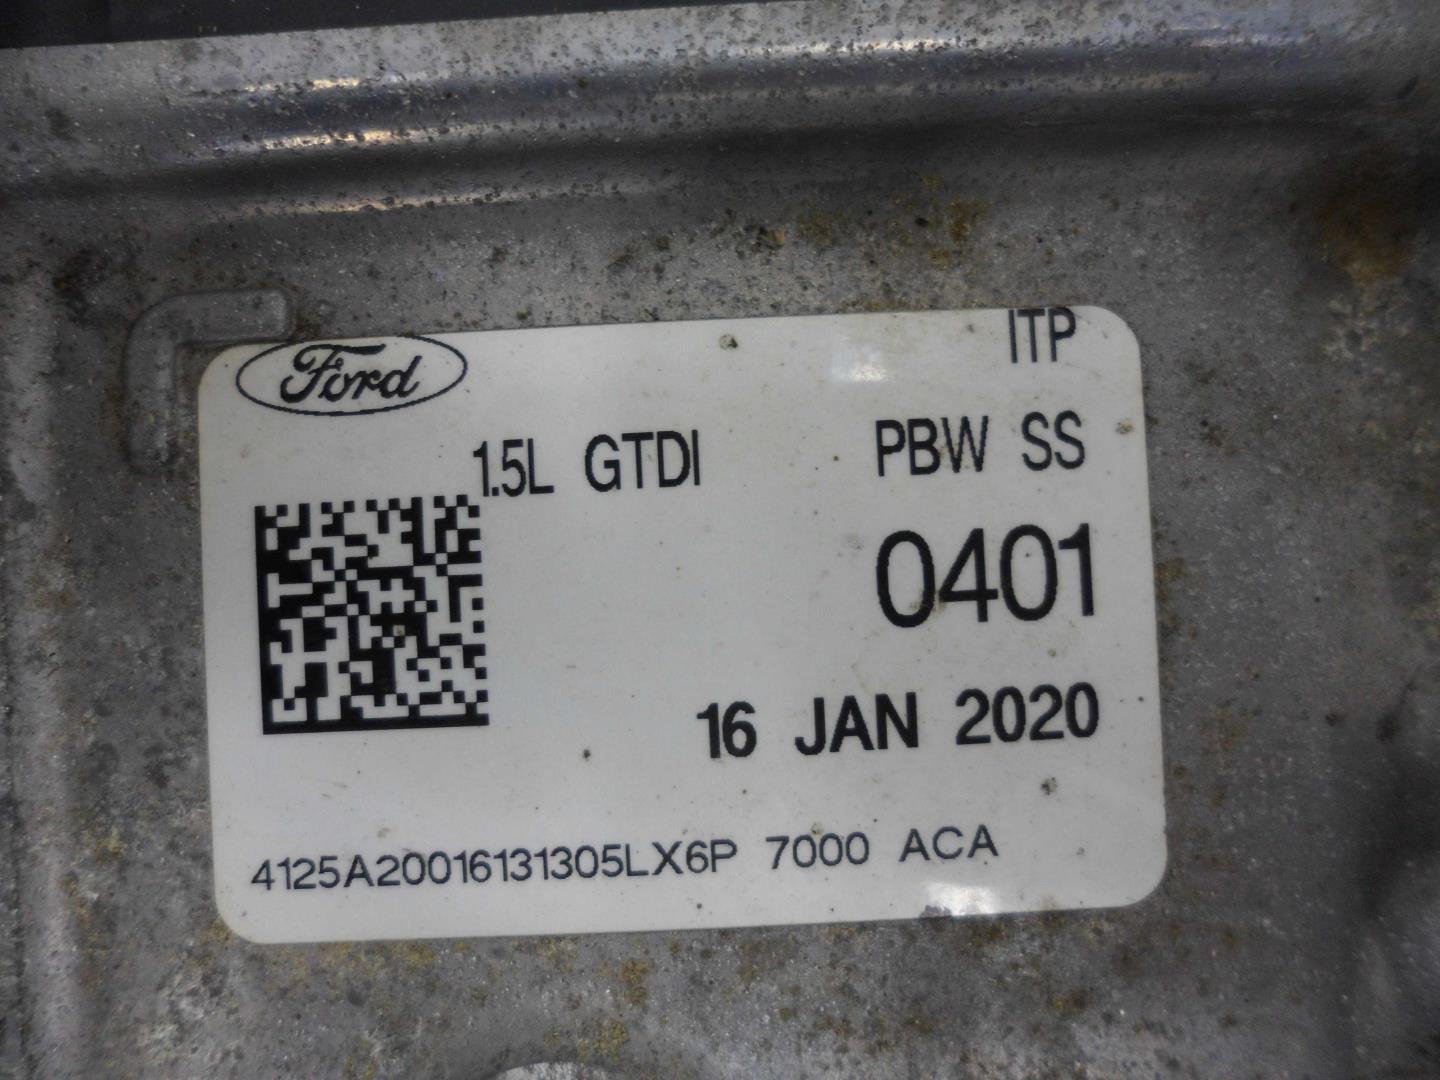 Ford
ITP
1.5L GTDI PBW SS
0401
16 JAN 2020
4125A20016131305LX6P 7000 ACA